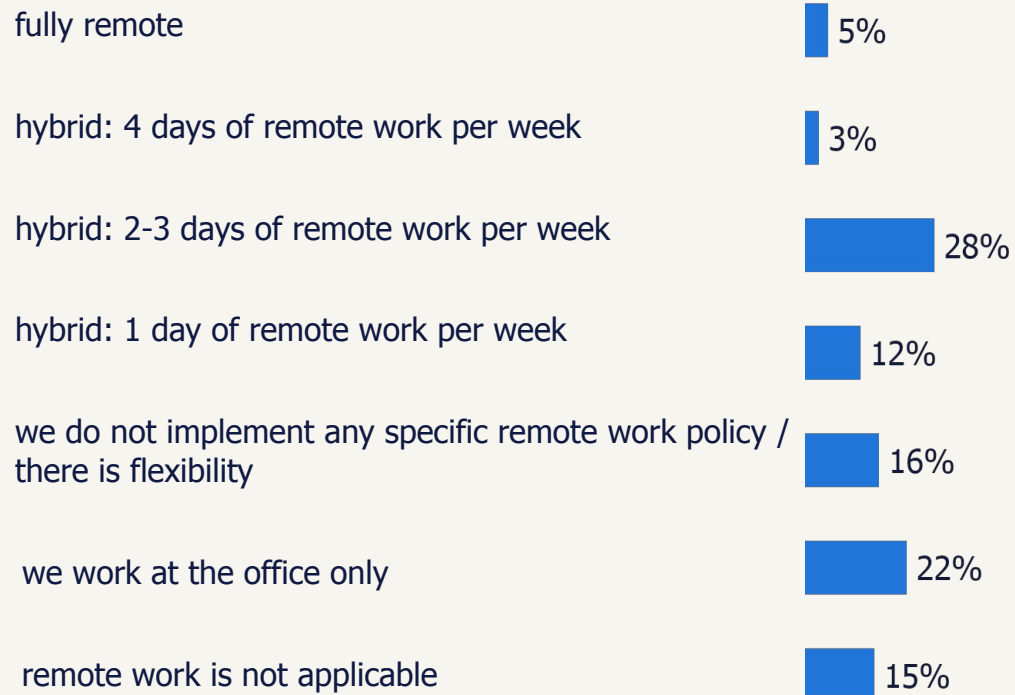 fully remote
5%
hybrid: 4 days of remote work per week
3%
hybrid: 2-3 days of remote work per week
28%
hybrid: 1 day of remote work per week
12%
we do not implement any specific remote work policy /
there is flexibility
16%
we work at the office only
22%
remote work is not applicable
15%